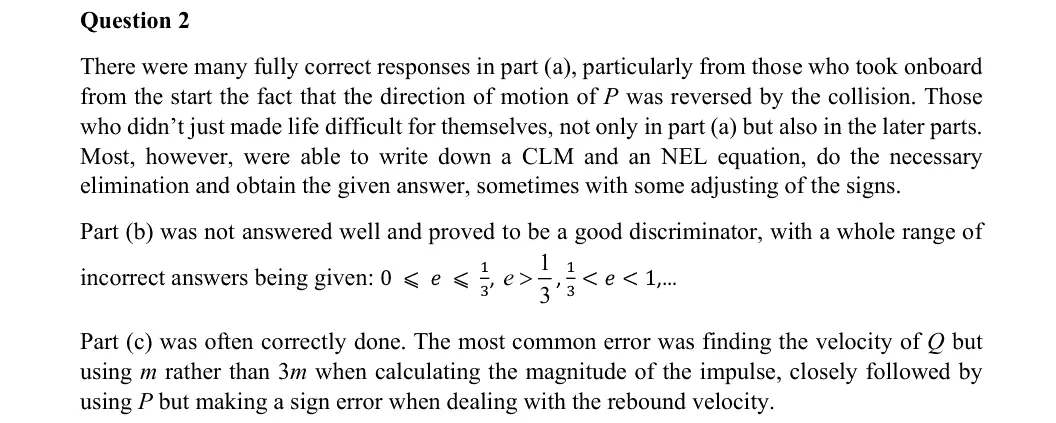 Question 2
There were many fully correct responses in part (a), particularly from those who took onboard
from the start the fact that the direction of motion of P was reversed by the collision. Those
who didn’t just made life difficult for themselves, not only in part (a) but also in the later parts.
Most, however, were able to write down a CLM and an NEL equation, do the necessary
elimination and obtain the given answer, sometimes with some adjusting of the signs.
Part (b) was not answered well and proved to be a good discriminator, with a whole range of
incorrect answers being given: 0 ⩽ e ⩽ 1/3, e > 1/3, 1/3 < e < 1,...
Part (c) was often correctly done. The most common error was finding the velocity of Q but
using m rather than 3m when calculating the magnitude of the impulse, closely followed by
using P but making a sign error when dealing with the rebound velocity.